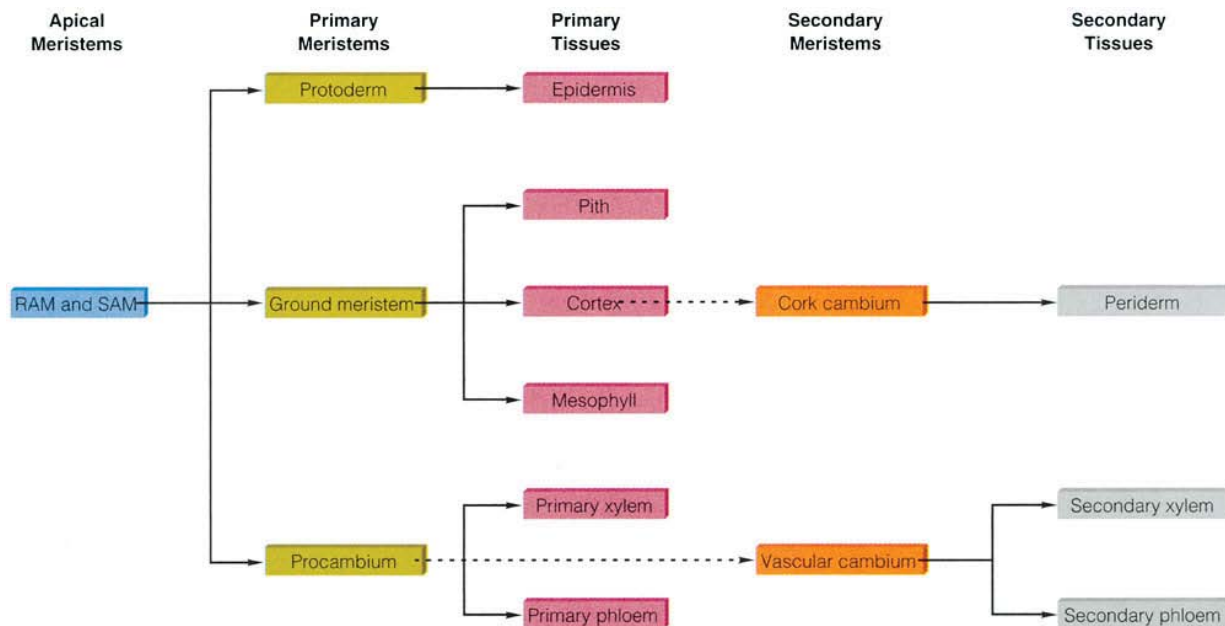 Apical
Meristems
Primary
Meristems
Primary
Tissues
Secondary
Meristems
Secondary
Tissues
Protoderm
Epidermis
Pith
RAM and SAM
Ground meristem
Cortex
Cork cambium
Periderm
Mesophyll
Primary xylem
Secondary xylem
Procambium
Vascular cambium
Primary phloem
Secondary phloem